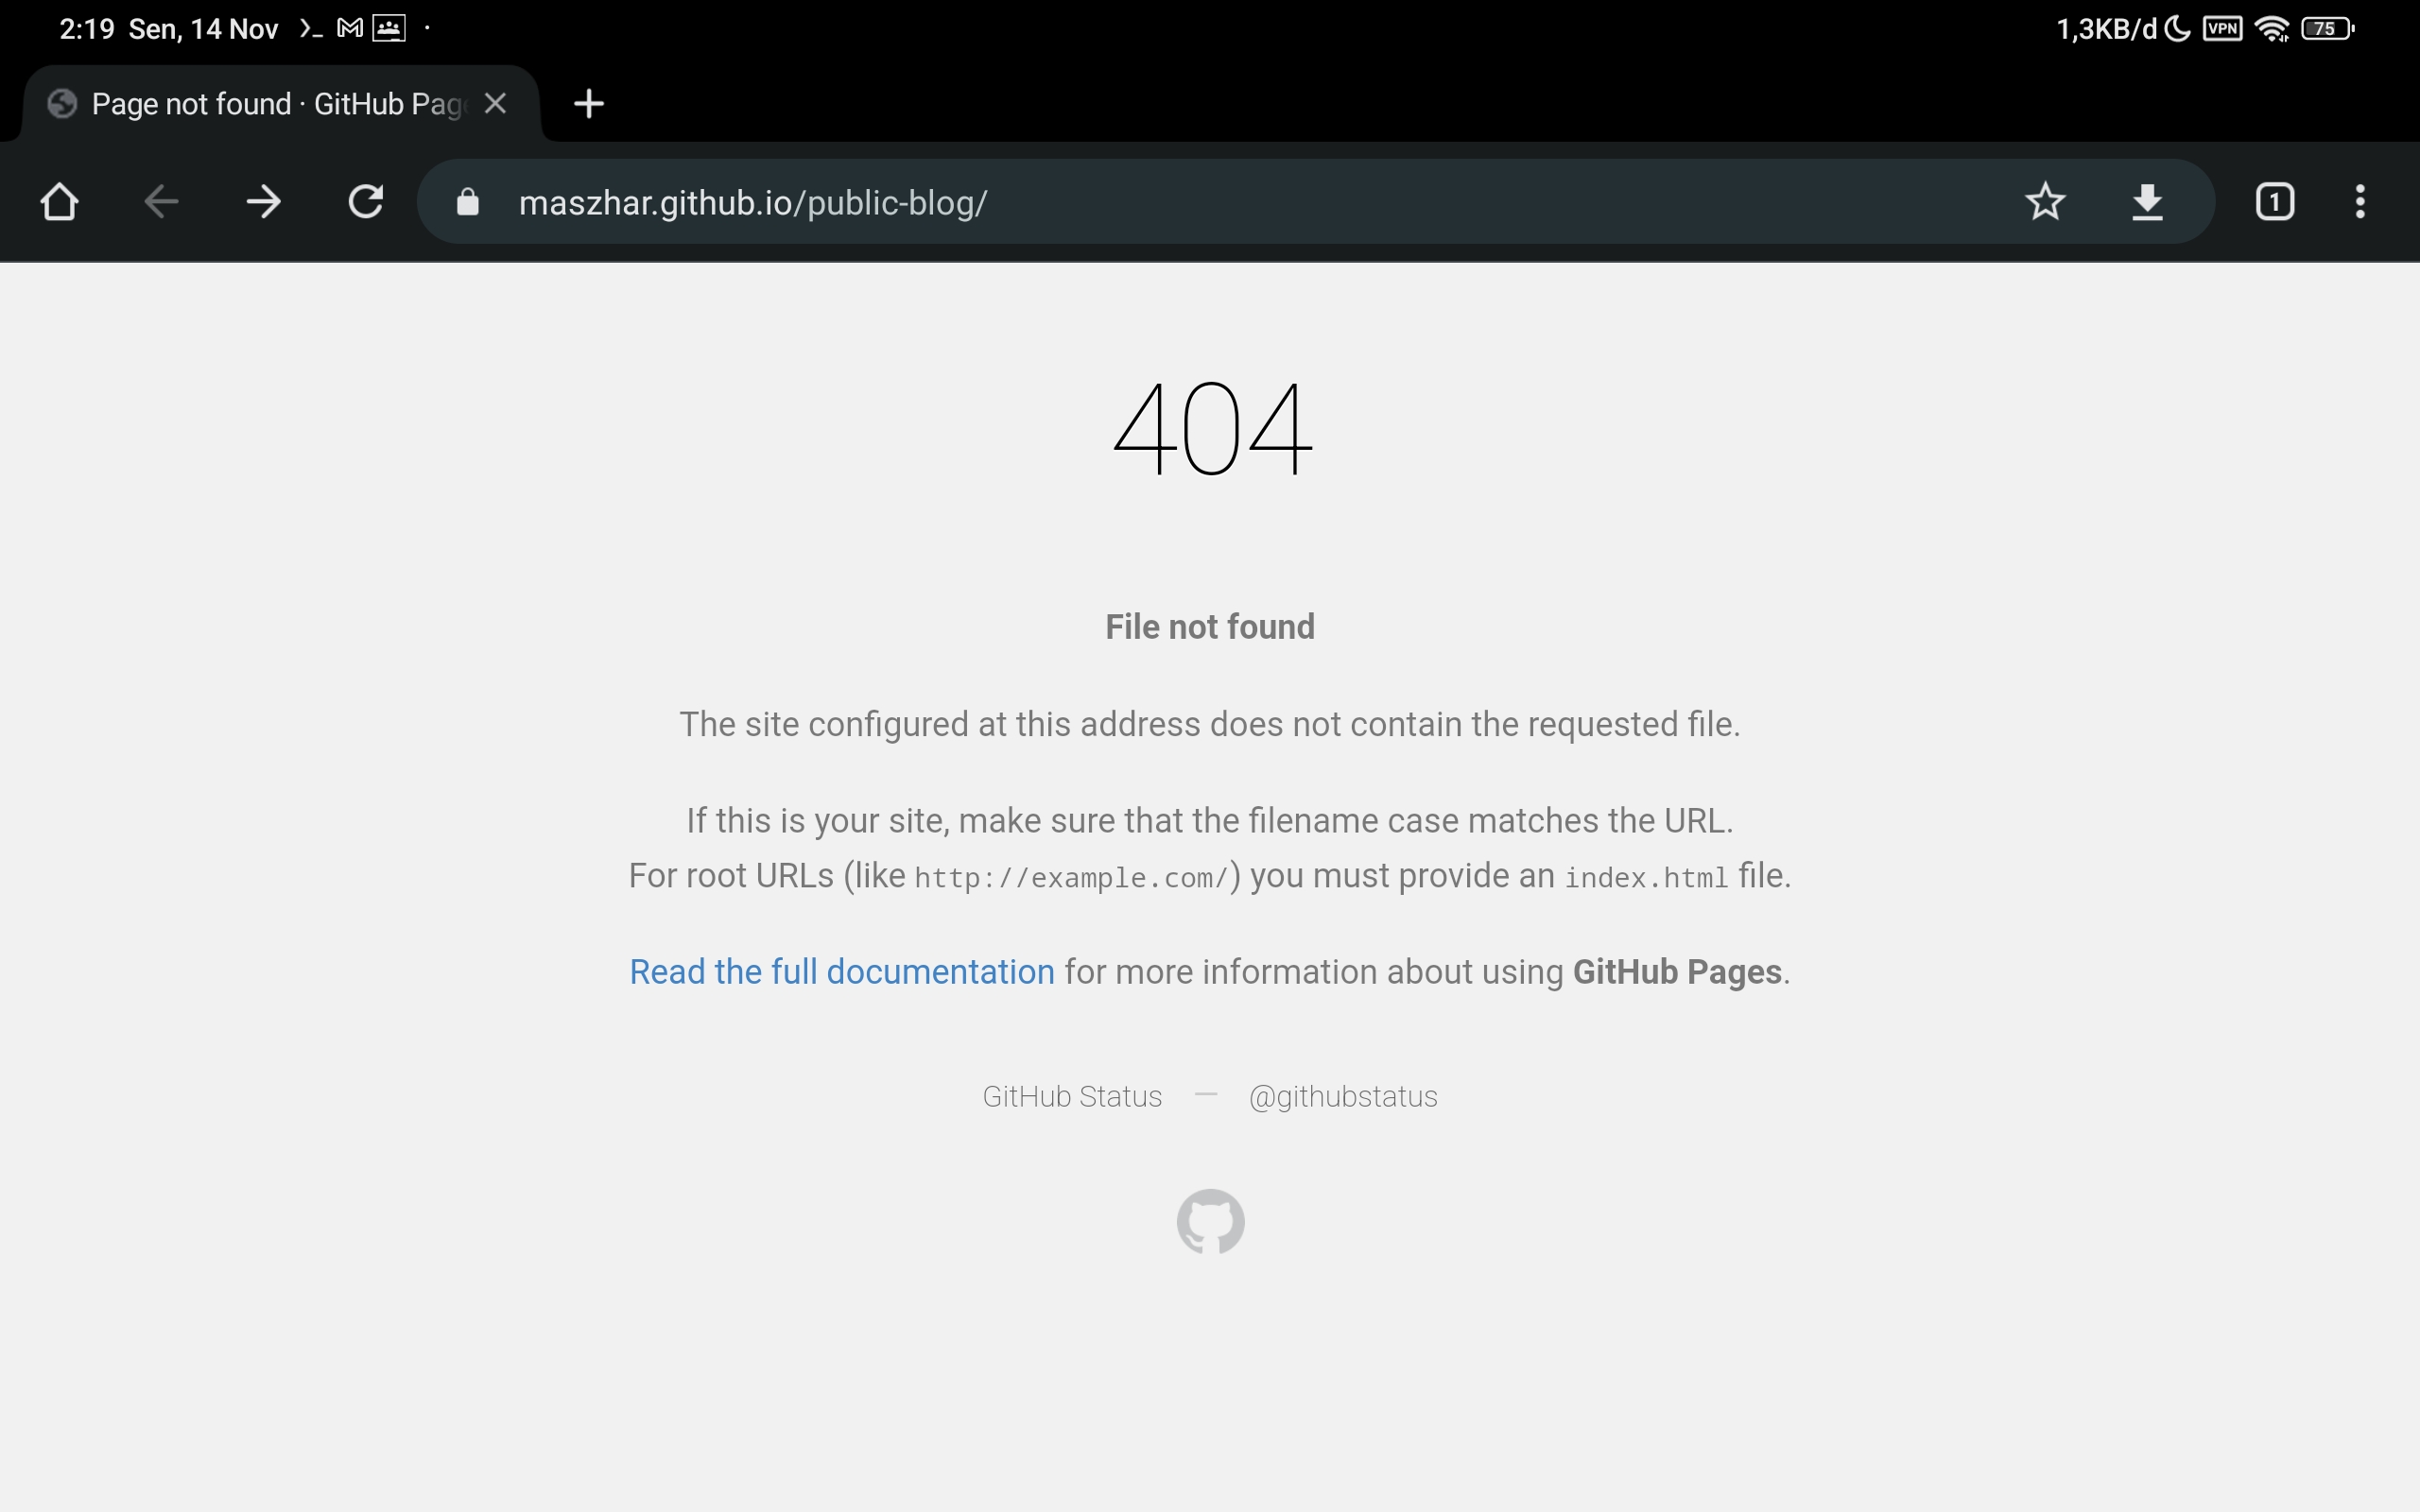 2:19 Sen, 14 Nov
1,3KB/d VPN 75
Page not found · GitHub Pag
maszhar.github.io/public-blog/
1
404
File not found
The site configured at this address does not contain the requested file.
If this is your site, make sure that the filename case matches the URL.
For root URLs (like http://example.com/) you must provide an index.html file.
Read the full documentation for more information about using GitHub Pages.
GitHub Status — @githubstatus